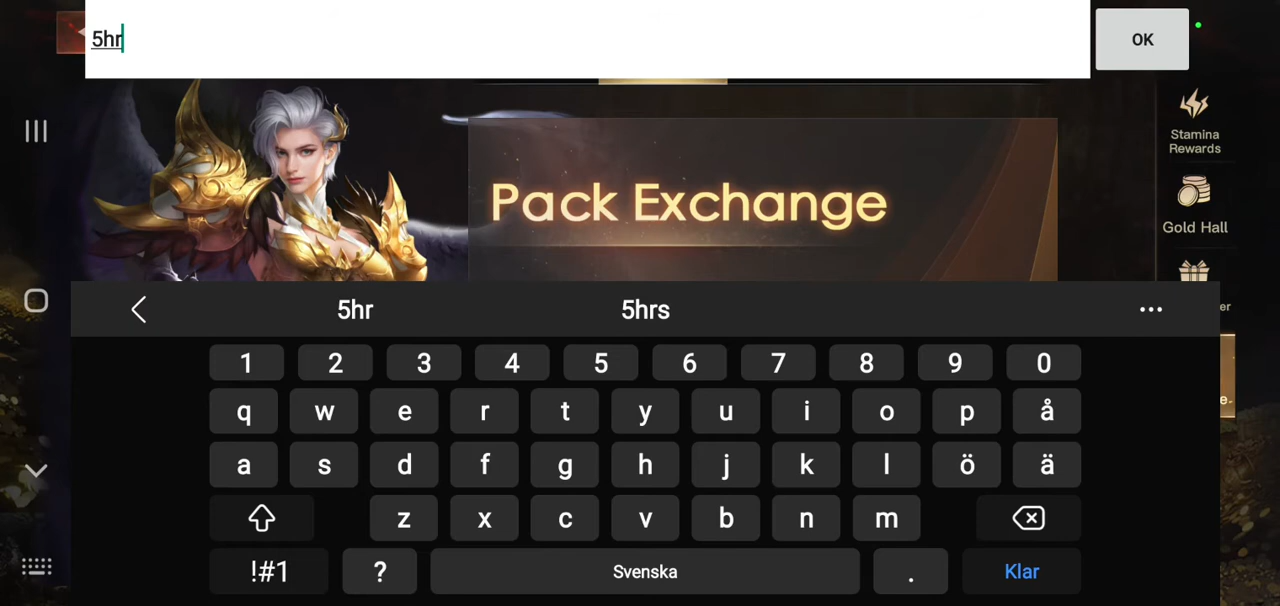 5hr
OK
Stamina
Rewards
Pack Exchange
Gold Hall
er
5hr 5hrs ...
1 2 3 4 5 6 7 8 9 0
q w e r t y u i o p å
e.
a s d f g h j k l ö ä
z x c v b n m
!#1 ? Svenska . Klar